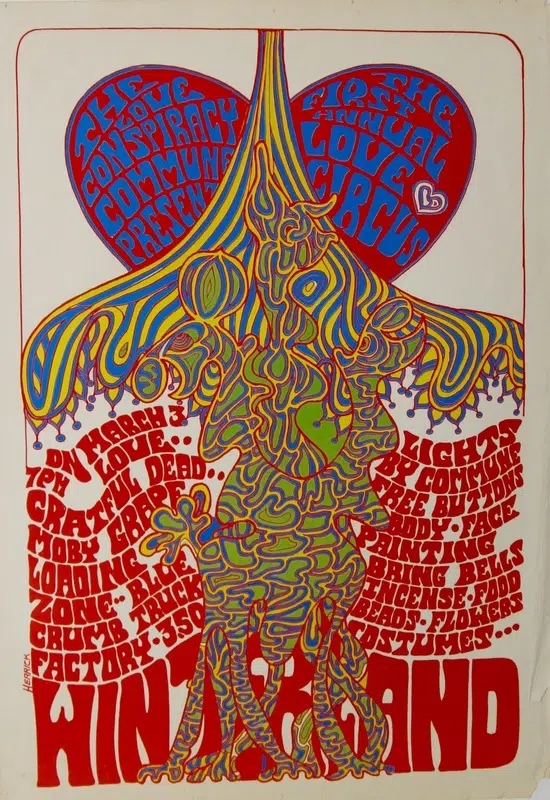 THE
LOVE
CONSPIRACY
COMMUNE
PRESENTS
THE
FIRST
ANNUAL
LOVE
CIRCUS
ON MARCH 3
7PM LOVE..
GRATFUL DEAD..
MOBY GRAPE
LOADING
ZONE·· BLUE
CRUMB TRUCK
FACTORY·350
LIGHTS
BY COMMUNE
FREE BUTTONS
BODY·FACE
PAINTING
BRING BELLS
INCENSE·FOOD
BEADS·FLOWERS
COSTUMES...
HERRICK
WINTERLAND